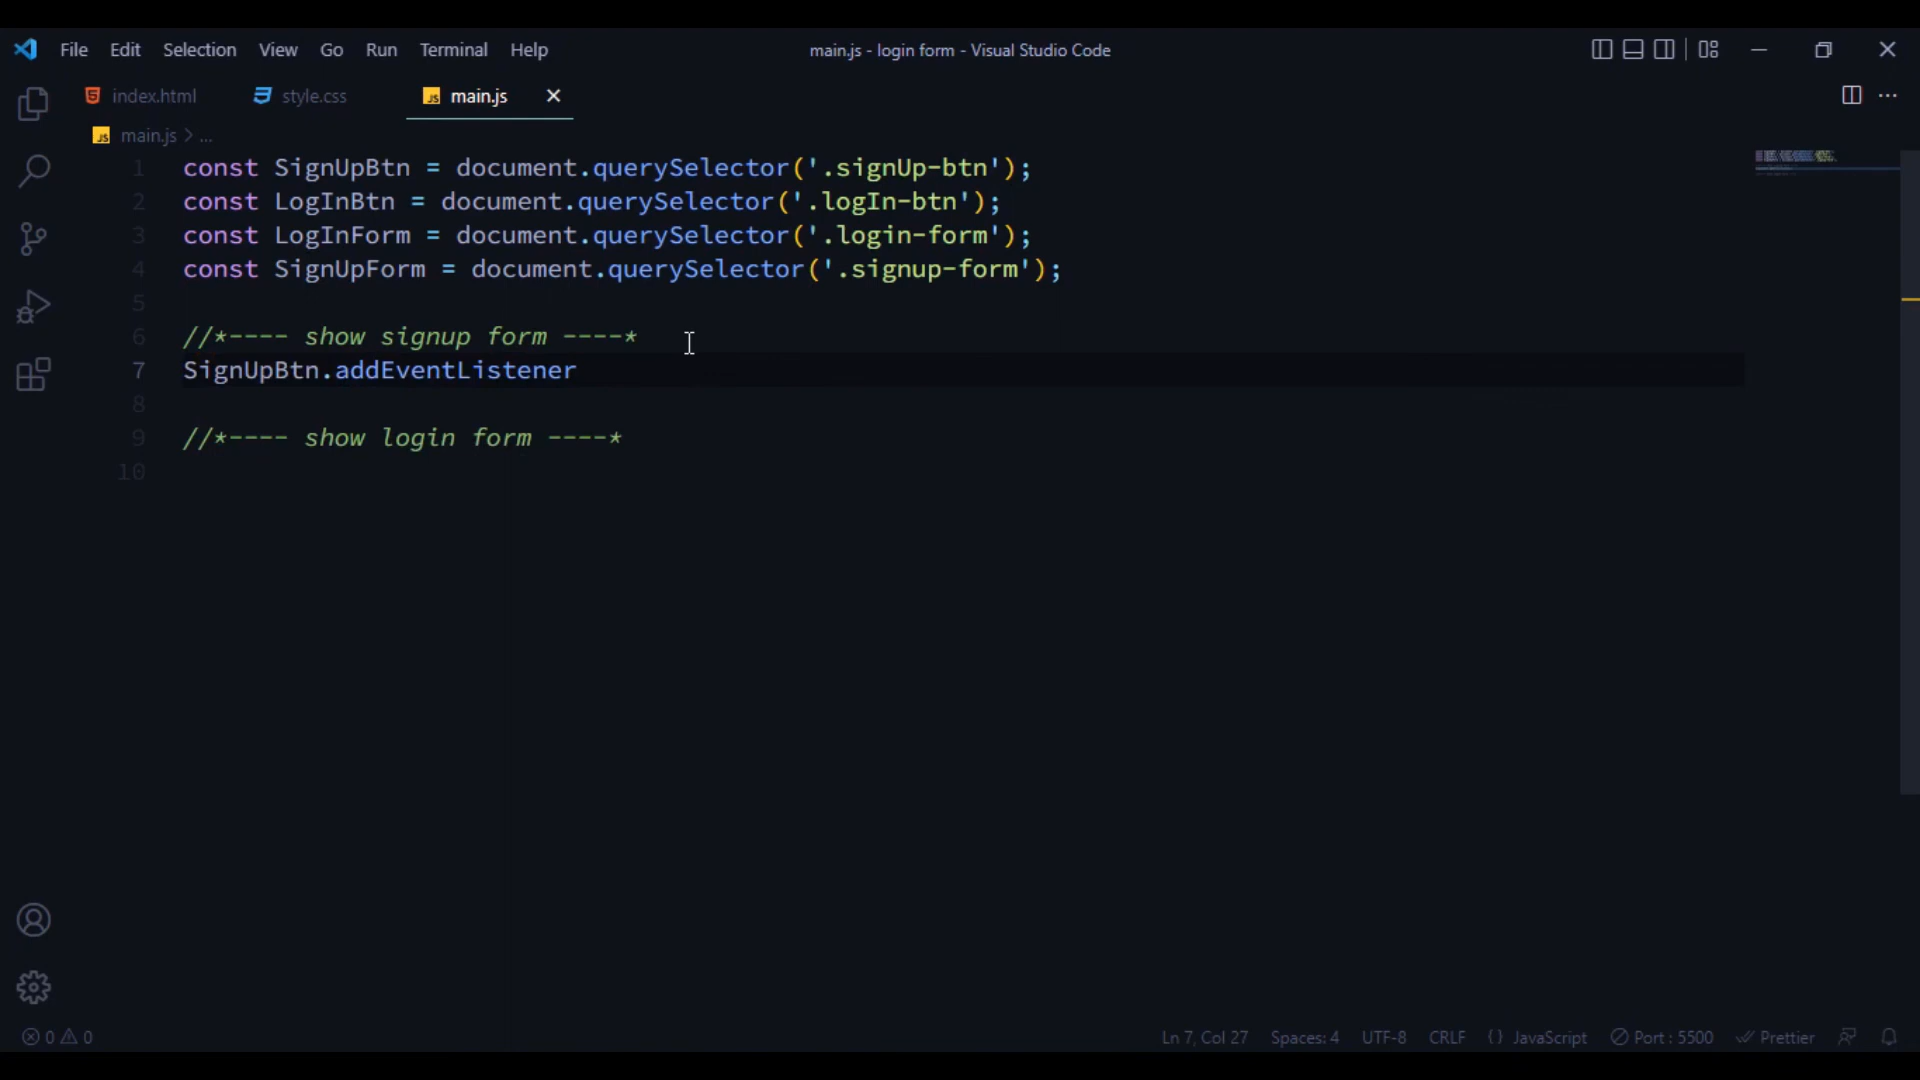 File Edit Selection View Go Run Terminal Help main.js - login form - Visual Studio Code
index.html style.css JS main.js
JS main.js > ...
1 const SignUpBtn = document.querySelector('.signUp-btn');
2 const LogInBtn = document.querySelector('.logIn-btn');
3 const LogInForm = document.querySelector('.login-form');
4 const SignUpForm = document.querySelector('.signup-form');
5
6 //*---- show signup form ----*
7 SignUpBtn.addEventListener
8
9 //*---- show login form ----*
10
0 0 Ln 7, Col 27 Spaces: 4 UTF-8 CRLF {} JavaScript Port : 5500 Prettier